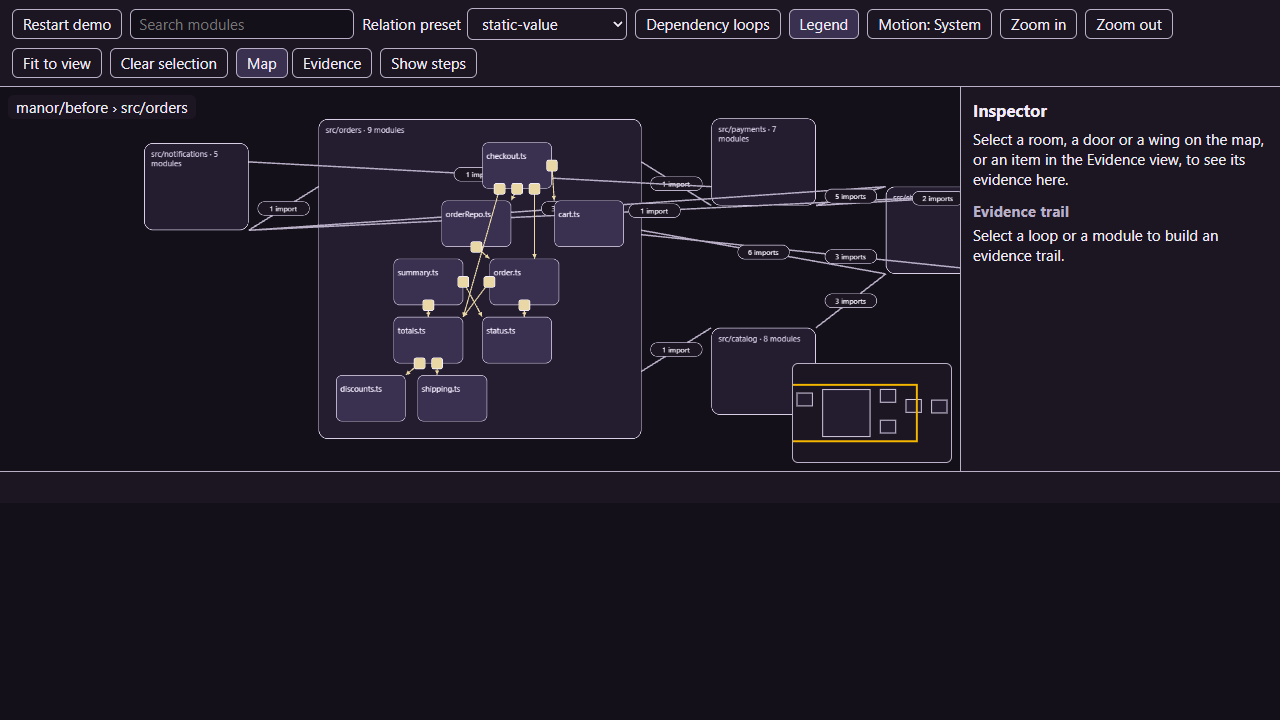 Restart demo
Search modules
Relation preset
static-value
Dependency loops
Legend
Motion: System
Zoom in
Zoom out
Fit to view
Clear selection
Map
Evidence
Show steps
manor/before › src/orders
src/notifications · 5
modules
1 import
src/orders · 9 modules
checkout.ts
orderRepo.ts
cart.ts
summary.ts
order.ts
totals.ts
status.ts
discounts.ts
shipping.ts
src/payments · 7
modules
1 import
1 import
5 imports
2 imports
6 imports
3 imports
3 imports
1 import
src/catalog · 8 modules
Inspector
Select a room, a door or a wing on the map,
or an item in the Evidence view, to see its
evidence here.
Evidence trail
Select a loop or a module to build an
evidence trail.